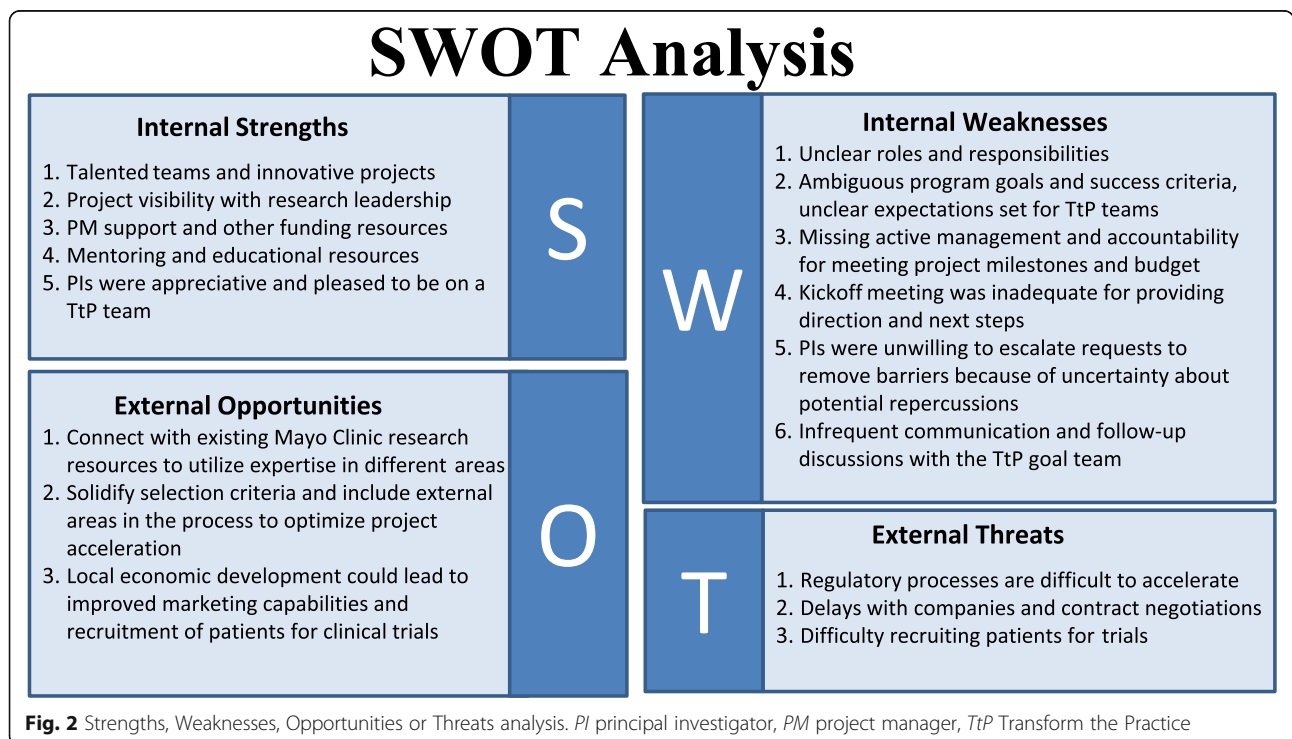 SWOT Analysis
Internal Strengths
1. Talented teams and innovative projects
2. Project visibility with research leadership
3. PM support and other funding resources
4. Mentoring and educational resources
5. PIs were appreciative and pleased to be on a
TtP team
S
W
Internal Weaknesses
1. Unclear roles and responsibilities
2. Ambiguous program goals and success criteria,
unclear expectations set for TtP teams
3. Missing active management and accountability
for meeting project milestones and budget
4. Kickoff meeting was inadequate for providing
direction and next steps
5. PIs were unwilling to escalate requests to
remove barriers because of uncertainty about
potential repercussions
6. Infrequent communication and follow-up
discussions with the TtP goal team
External Opportunities
1. Connect with existing Mayo Clinic research
resources to utilize expertise in different areas
2. Solidify selection criteria and include external
areas in the process to optimize project
acceleration
3. Local economic development could lead to
improved marketing capabilities and
recruitment of patients for clinical trials
O
T
External Threats
1. Regulatory processes are difficult to accelerate
2. Delays with companies and contract negotiations
3. Difficulty recruiting patients for trials
Fig. 2 Strengths, Weaknesses, Opportunities or Threats analysis. PI principal investigator, PM project manager, TtP Transform the Practice